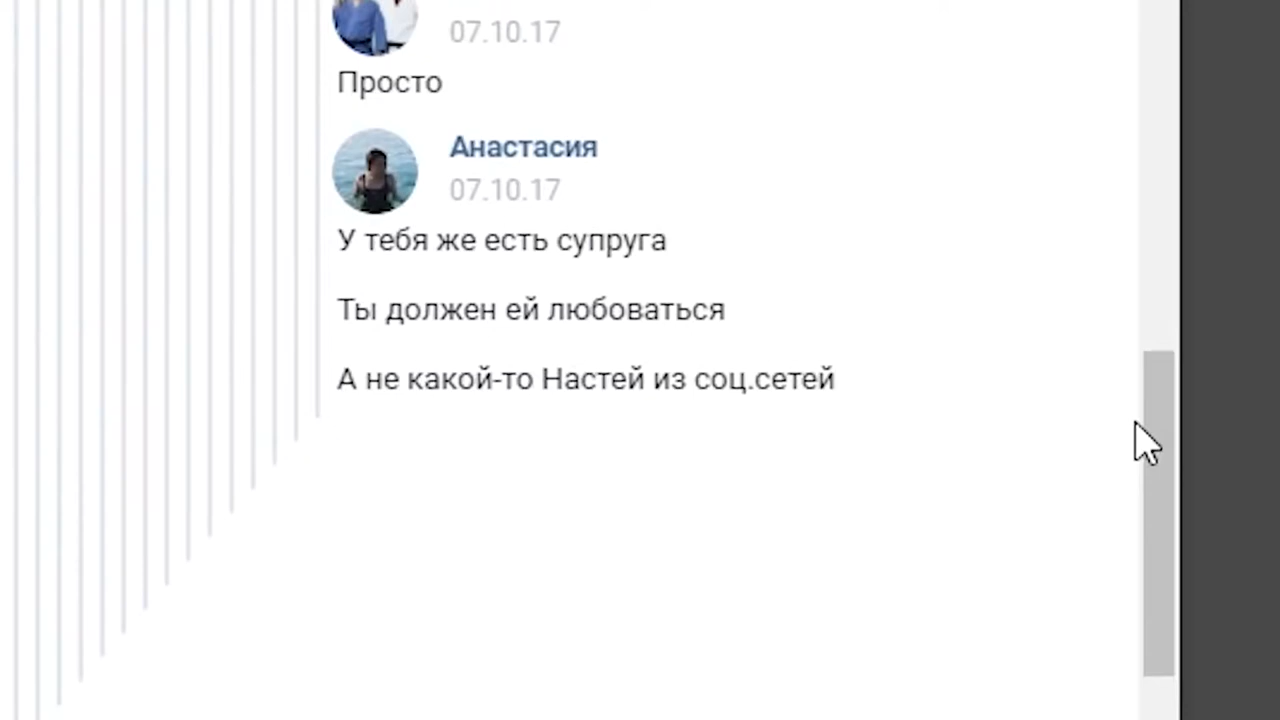 07.10.17
Просто
Анастасия
07.10.17
У тебя же есть супруга
Ты должен ей любоваться
А не какой-то Настей из соц.сетей